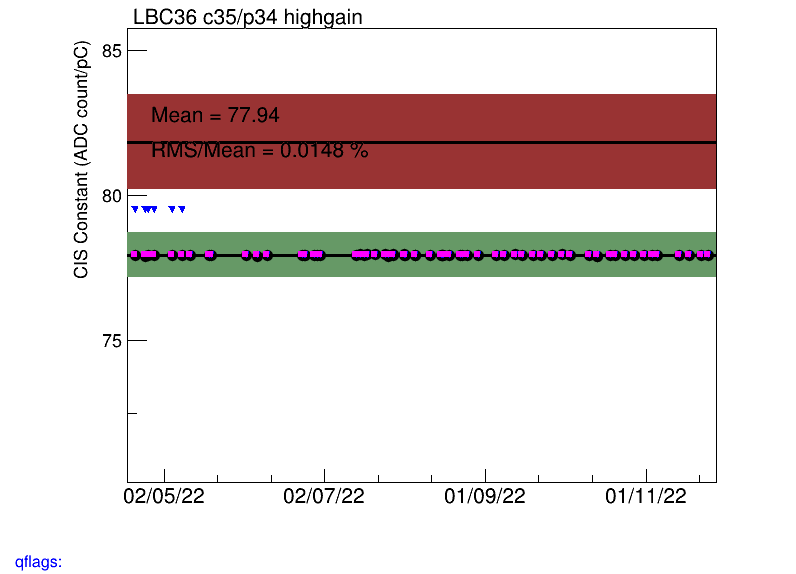 LBC36 c35/p34 highgain
CIS Constant (ADC count/pC)
85
80
75
Mean = 77.94
RMS/Mean = 0.0148 %
02/05/22 02/07/22 01/09/22 01/11/22
qflags: